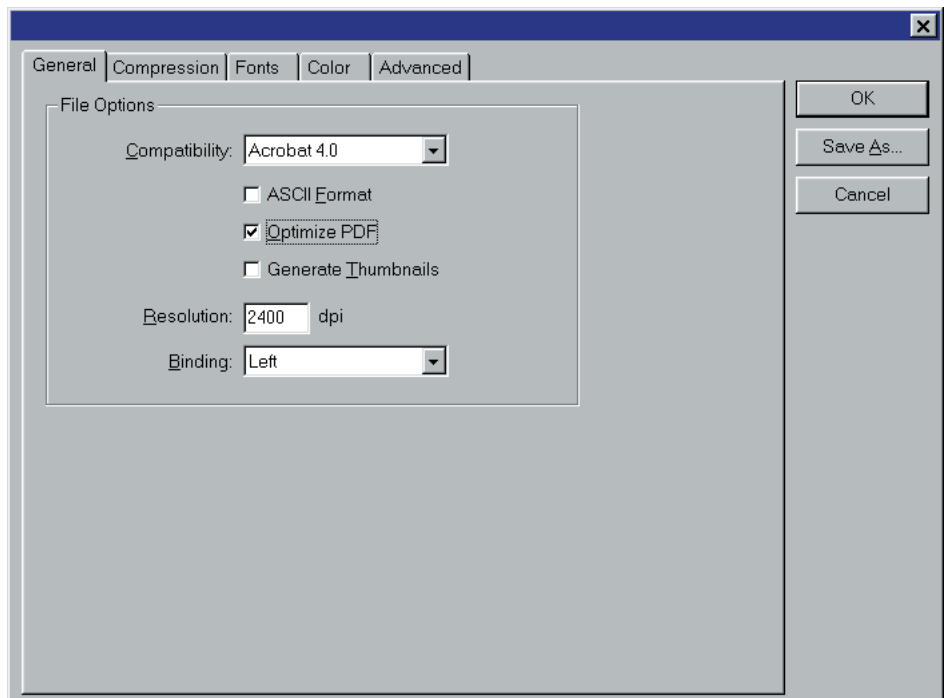 General Compression Fonts Color Advanced
File Options
Compatibility: Acrobat 4.0
ASCII Format
Optimize PDF
Generate Thumbnails
Resolution: 2400 dpi
Binding: Left
OK
Save As...
Cancel